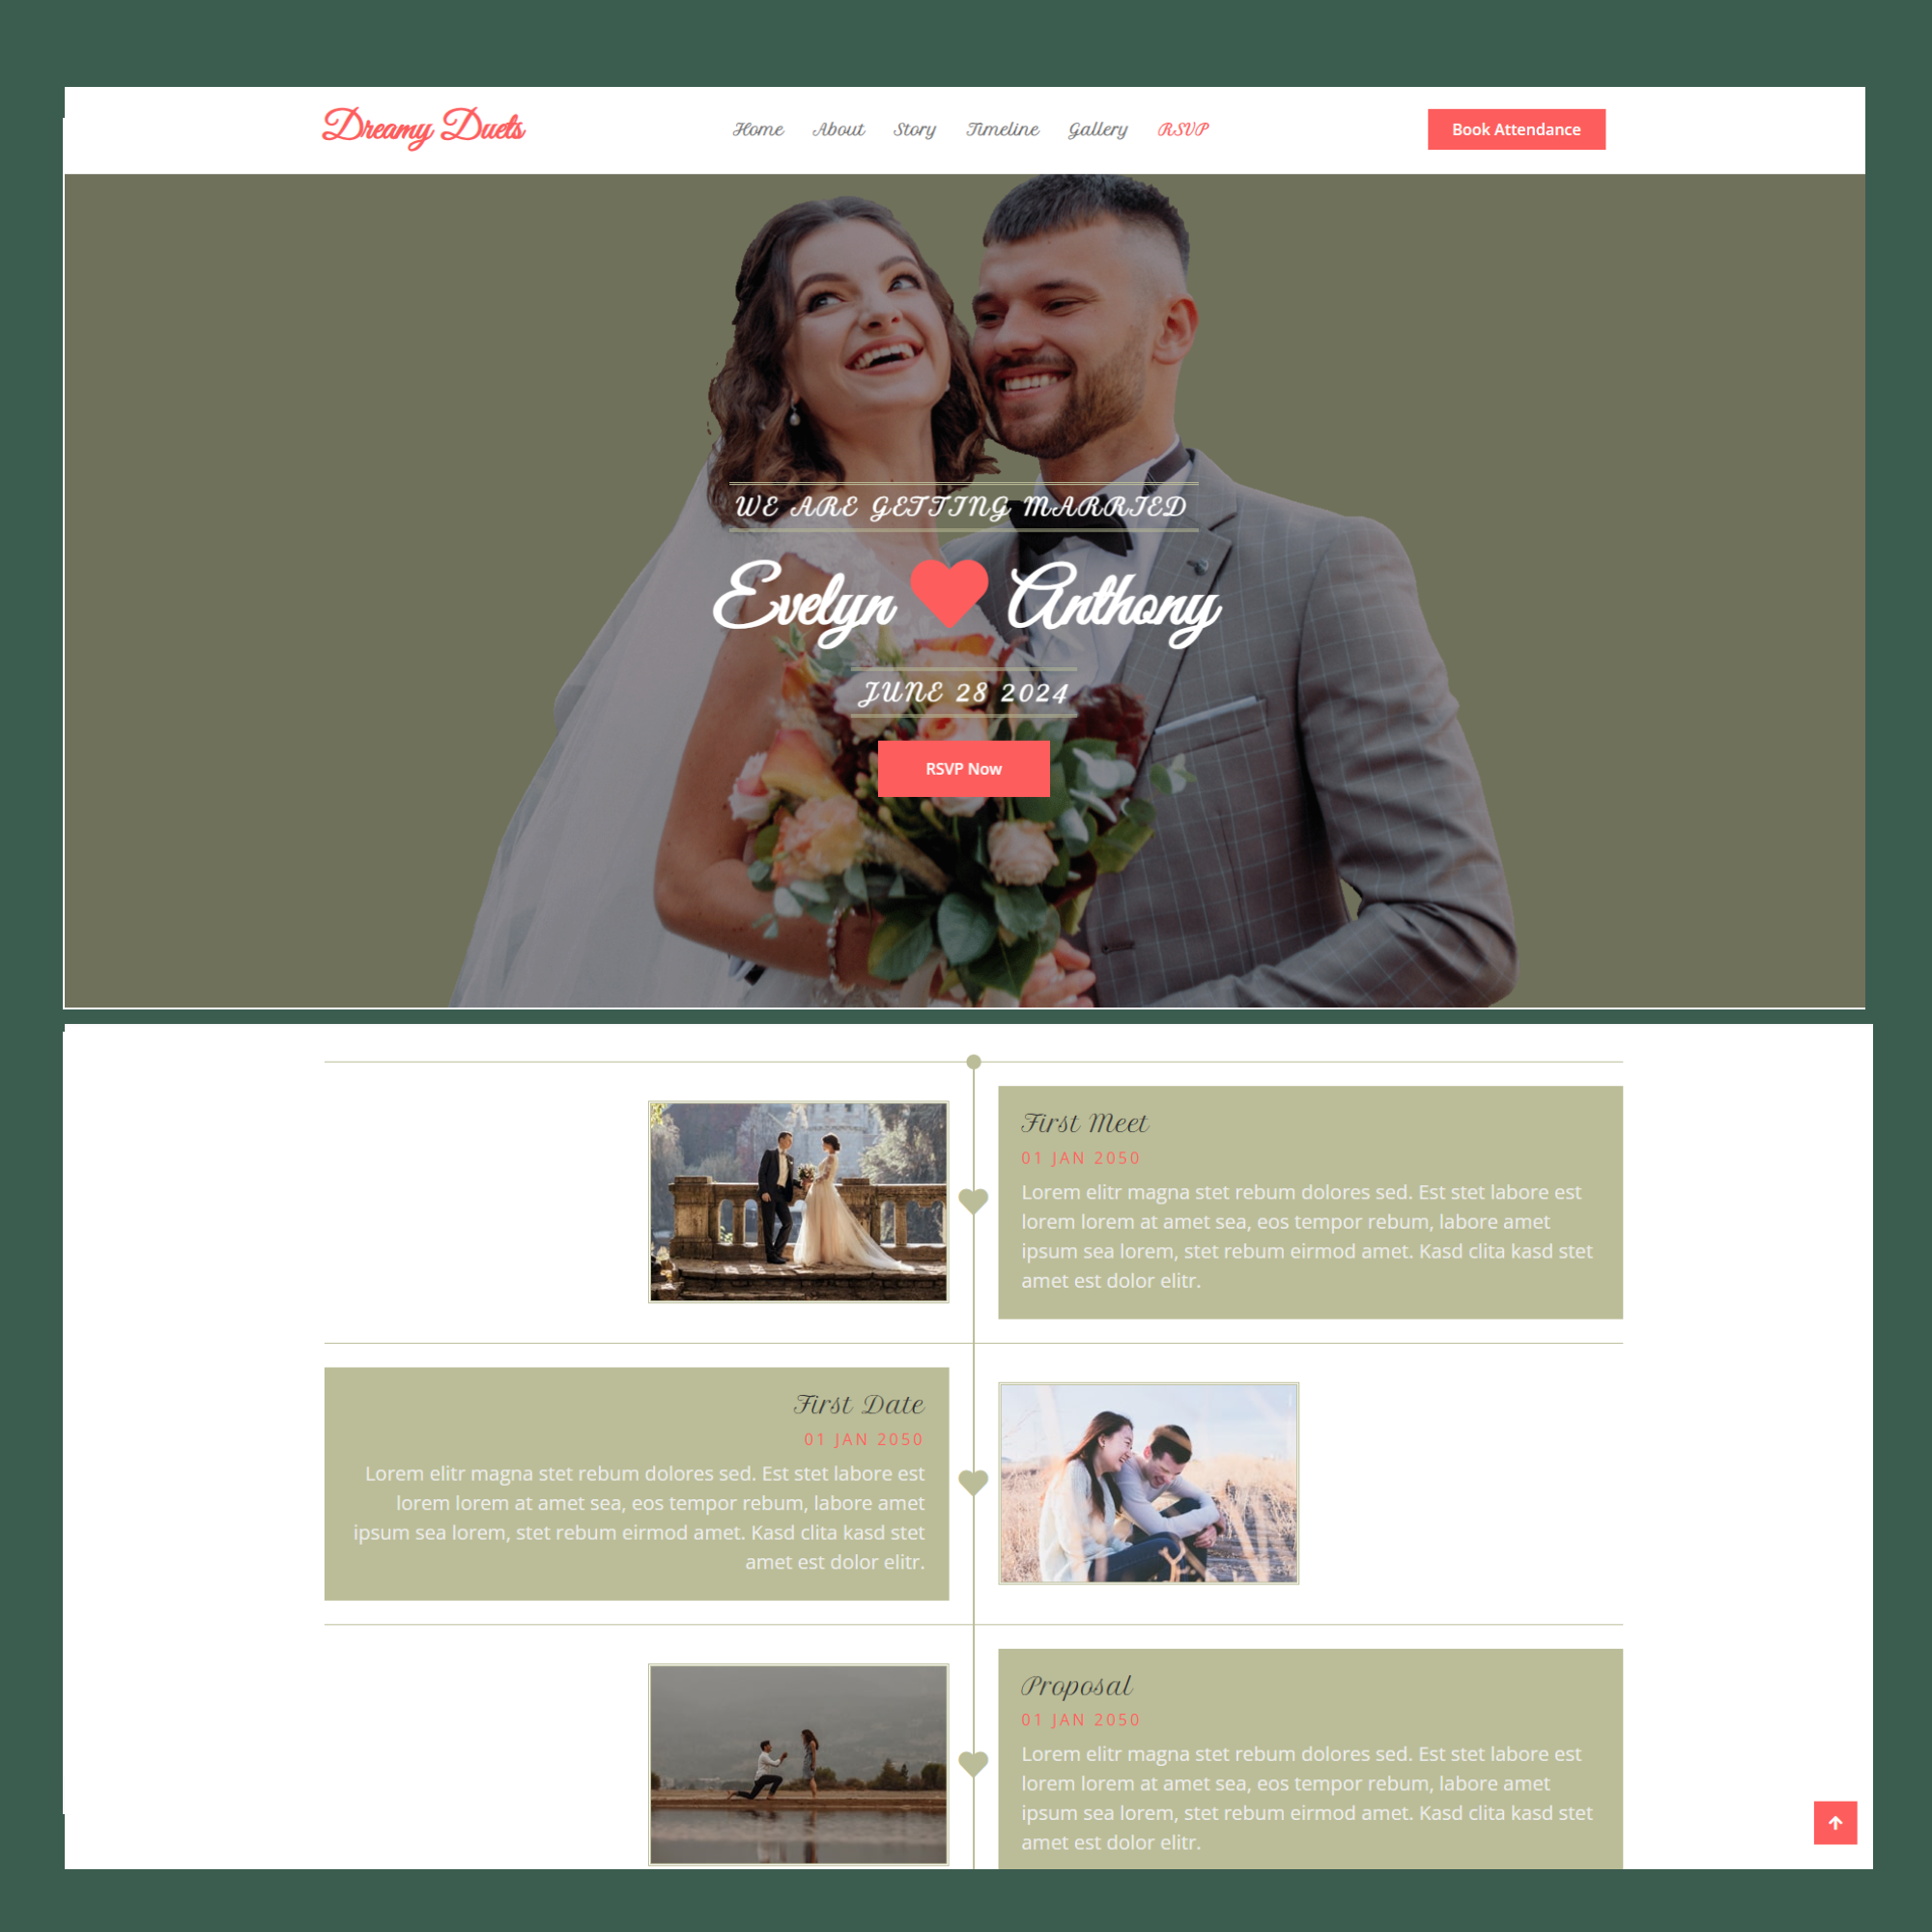 Dreamy Duets
Home About Story Timeline Gallery RSVP
Book Attendance
WE ARE GETTING MARRIED
Evelyn Anthony
JUNE 28 2024
RSVP Now
First Meet
01 JAN 2050
Lorem elitr magna stet rebum dolores sed. Est stet labore est
lorem lorem at amet sea, eos tempor rebum, labore amet
ipsum sea lorem, stet rebum eirmod amet. Kasd clita kasd stet
amet est dolor elitr.
First Date
01 JAN 2050
Lorem elitr magna stet rebum dolores sed. Est stet labore est
lorem lorem at amet sea, eos tempor rebum, labore amet
ipsum sea lorem, stet rebum eirmod amet. Kasd clita kasd stet
amet est dolor elitr.
Proposal
01 JAN 2050
Lorem elitr magna stet rebum dolores sed. Est stet labore est
lorem lorem at amet sea, eos tempor rebum, labore amet
ipsum sea lorem, stet rebum eirmod amet. Kasd clita kasd stet
amet est dolor elitr.